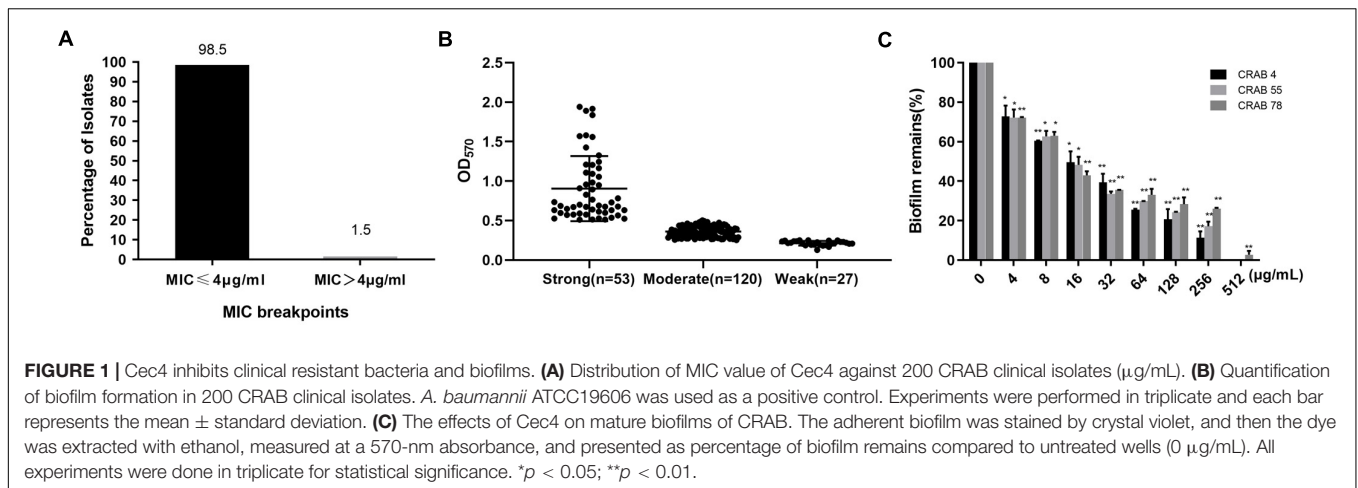 A
98.5
1.5
100
90
80
70
60
50
40
30
20
10
0
Percentage of Isolates
MIC≤4μg/ml MIC>4μg/ml
MIC breakpoints
B
2.5
2.0
1.5
1.0
0.5
0.0
OD570
Strong(n=53) Moderate(n=120) Weak(n=27)
C
100
80
60
40
20
0
Biofilm remains(%)
CRAB 4
CRAB 55
CRAB 78
* * **
** * *
* * **
** ** **
** ** **
** ** **
** ** **
**
0 4 8 16 32 64 128 256 512 (μg/mL)
FIGURE 1 | Cec4 inhibits clinical resistant bacteria and biofilms. (A) Distribution of MIC value of Cec4 against 200 CRAB clinical isolates (μg/mL). (B) Quantification
of biofilm formation in 200 CRAB clinical isolates. A. baumannii ATCC19606 was used as a positive control. Experiments were performed in triplicate and each bar
represents the mean ± standard deviation. (C) The effects of Cec4 on mature biofilms of CRAB. The adherent biofilm was stained by crystal violet, and then the dye
was extracted with ethanol, measured at a 570-nm absorbance, and presented as percentage of biofilm remains compared to untreated wells (0 μg/mL). All
experiments were done in triplicate for statistical significance. *p < 0.05; **p < 0.01.